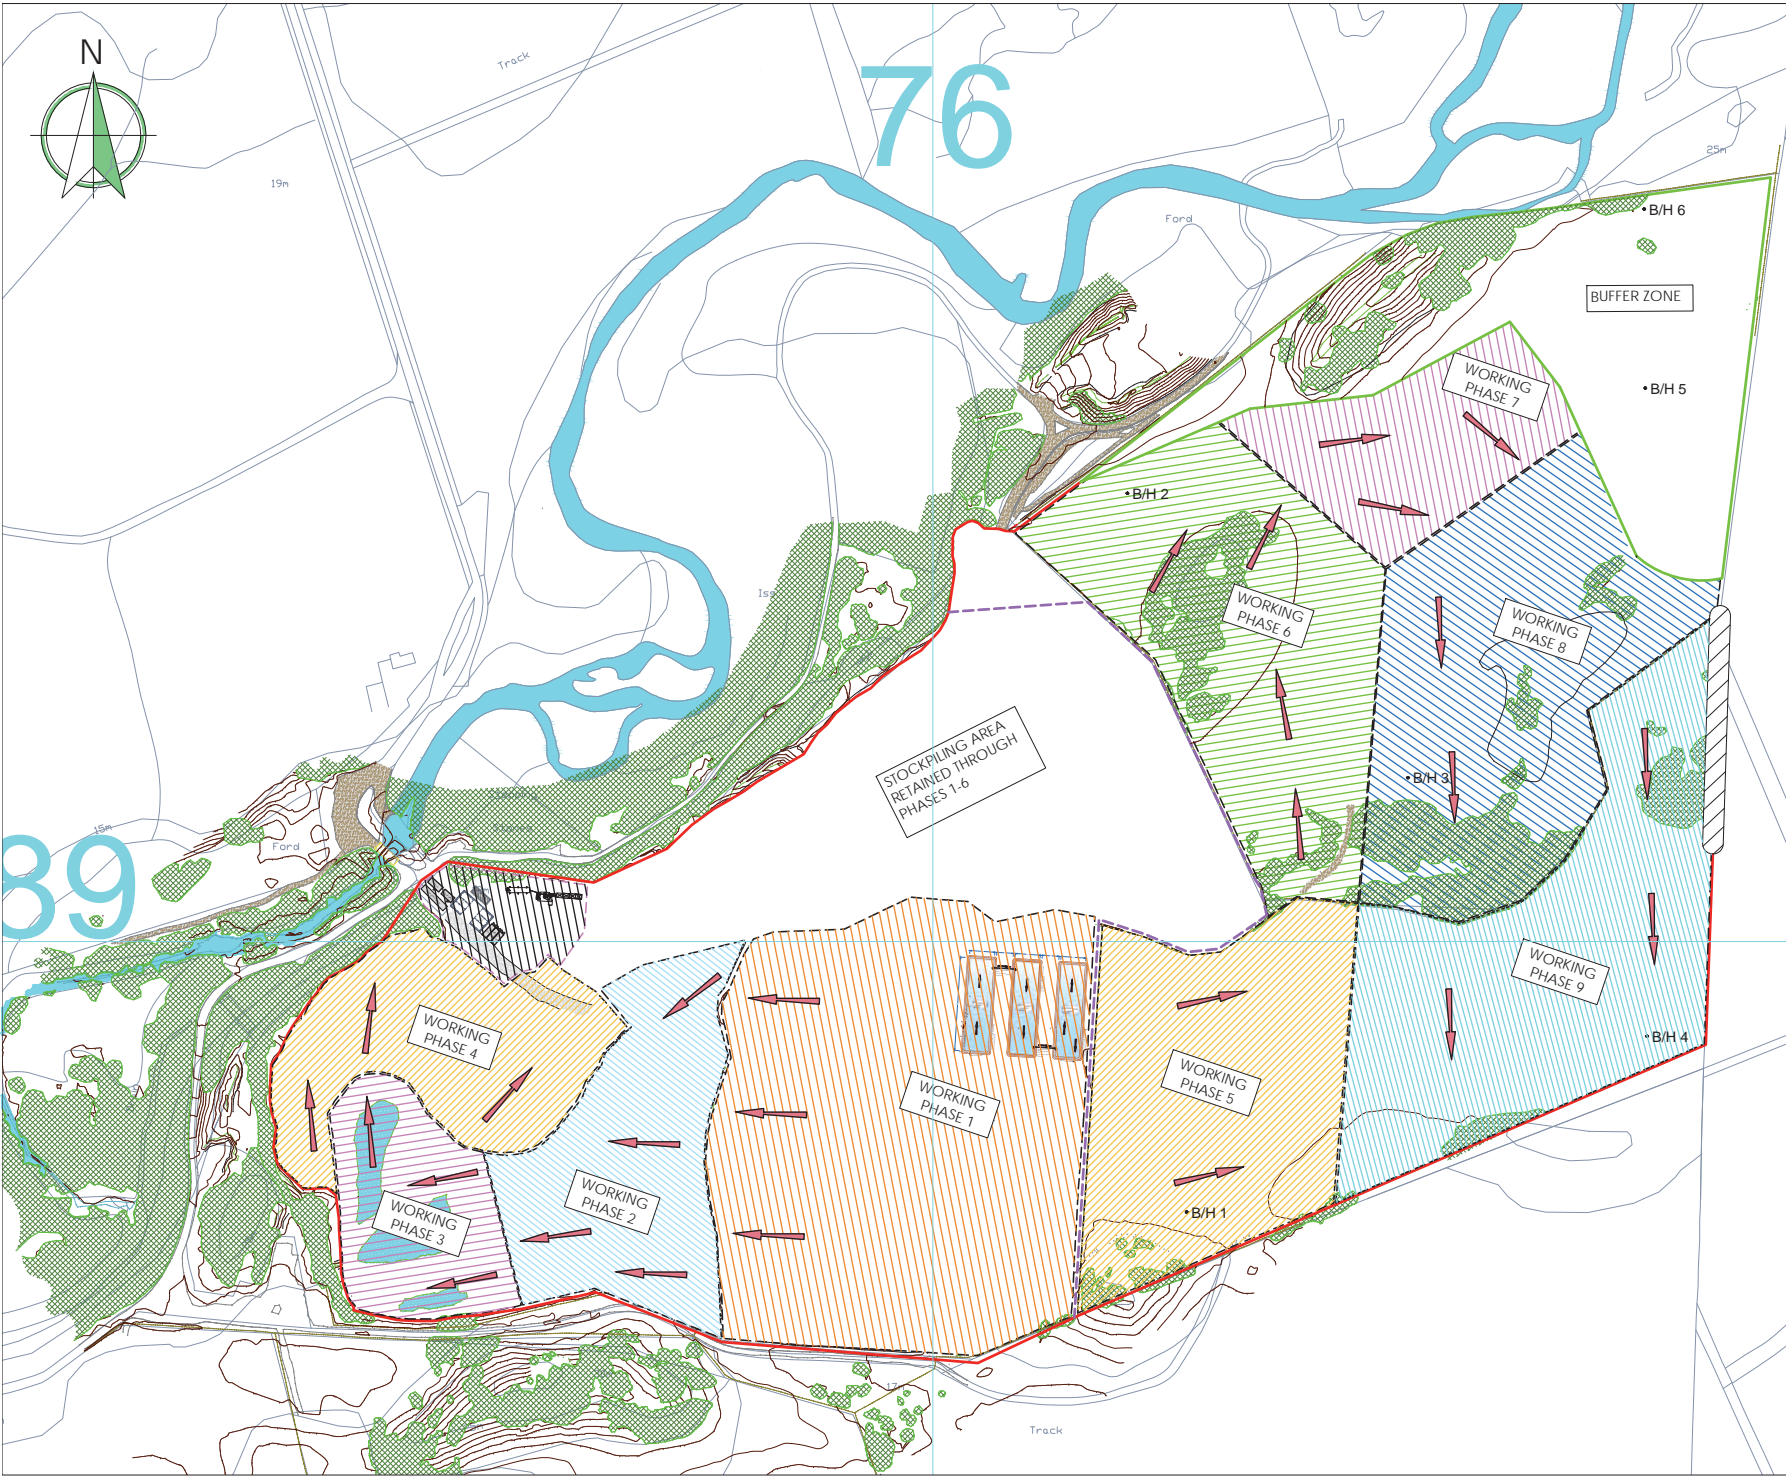 N
Track
76
19m
25m
Ford
B/H 6
BUFFER ZONE
WORKING
PHASE 7
B/H 5
B/H 2
WORKING
PHASE 6
WORKING
PHASE 8
STOCKPILING AREA
RETAINED THROUGH
PHASES 1-6
B/H 3
15m
Ford
Stones
89
WORKING
PHASE 9
WORKING
PHASE 4
B/H 4
WORKING
PHASE 5
WORKING
PHASE 1
WORKING
PHASE 2
WORKING
PHASE 3
B/H 1
17m
Track